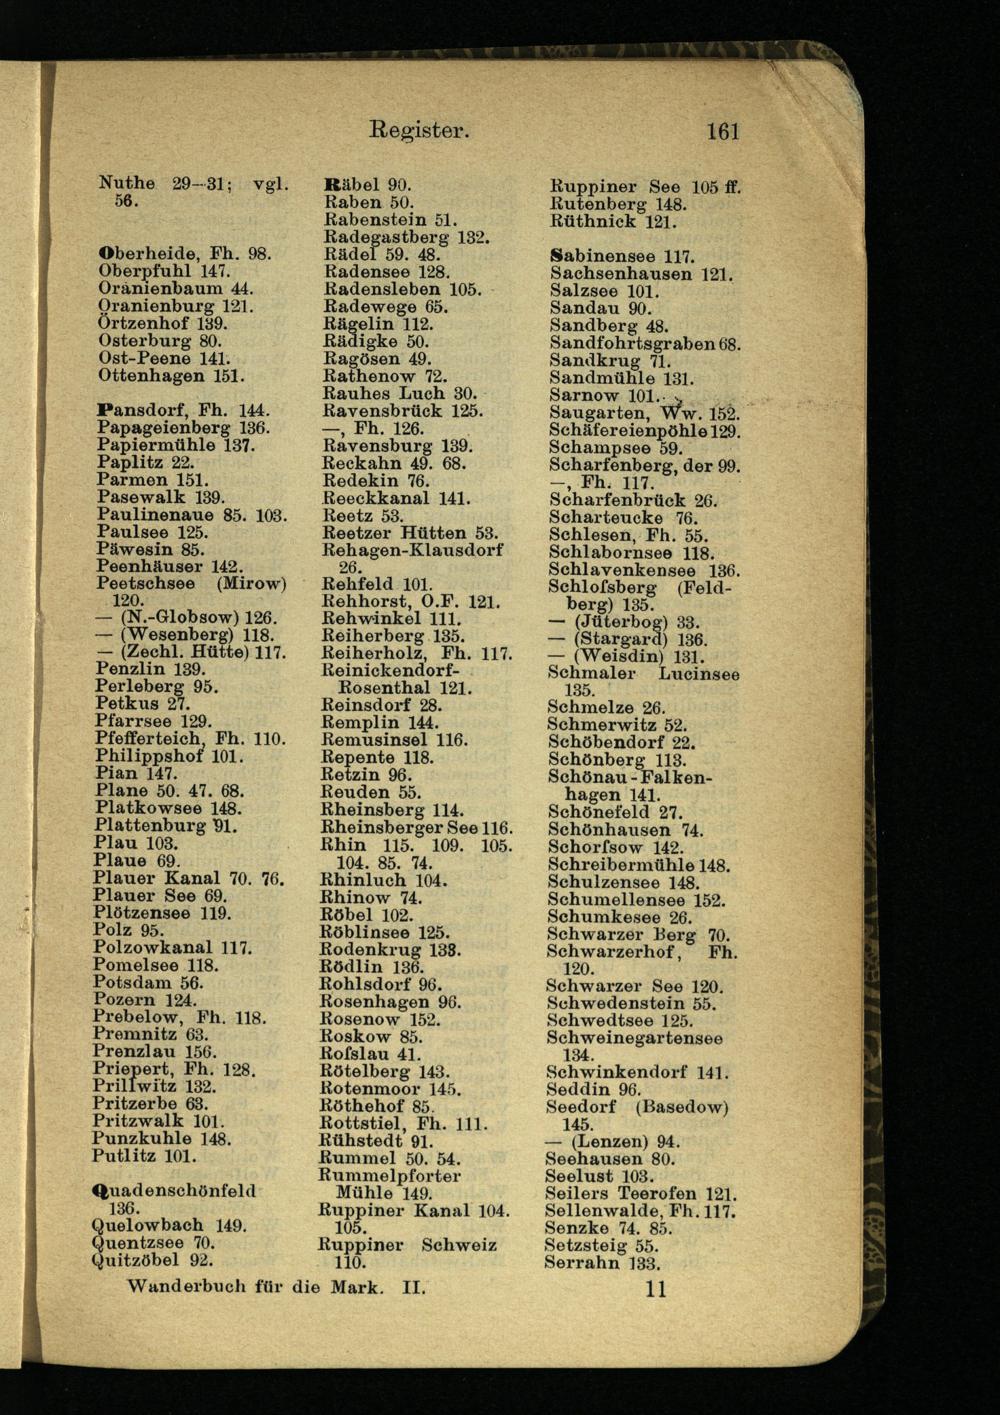 Register.
161
Nuthe 29—31; vgl.
56.
Oberheide, Fh. 98.
Oberpfuhl 147.
Oranienbaum 44.
Oranienburg 121.
Örtzenhof 139.
Osterburg 80.
Ost-Peene 141.
Ottenhagen 151.
Pansdorf, Fh. 144.
Papageienberg 136.
Papiermühle 137.
Paplitz 22.
Parmen 151.
Pasewalk 139.
Paulinenaue 85. 103.
Paulsee 125.
Päwesin 85.
Peenhäuser 142.
Peetschsee (Mirow)
120.
— (N.-Globsow) 126.
— (Wesenberg) 118.
— (Zechl. Hütte) 117.
Penzlin 139.
Perleberg 95.
Petkus 27.
Pfarrsee 129.
Pfefferteich, Fh. 110.
Philippshof 101.
Pian 147.
Plane 50. 47. 68.
Platkowsee 148.
Plattenburg 91.
Plau 103.
Plaue 69.
Plauer Kanal 70. 76.
Plauer See 69.
Plötzensee 119.
Polz 95.
Polzowkanal 117.
Pomelsee 118.
Potsdam 56.
Pozern 124.
Prebelow, Fh. 118.
Premnitz 63.
Prenzlau 156.
Priepert, Fh. 128.
Prillwitz 132.
Pritzerbe 63.
Pritzwalk 101.
Punzkuhle 148.
Putlitz 101.
Quadenschönfeld
136.
Quelowbach 149.
Quentzsee 70.
Quitzöbel 92.
Räbel 90.
Raben 50.
Rabenstein 51.
Radegastberg 132.
Rädel 59. 48.
Radensee 128.
Radensleben 105.
Radewege 65.
Rägelin 112.
Rädigke 50.
Ragösen 49.
Rathenow 72.
Rauhes Luch 30.
Ravensbrück 125.
—, Fh. 126.
Ravensburg 139.
Reckahn 49. 68.
Redekin 76.
Reeckkanal 141.
Reetz 53.
Reetzer Hütten 53.
Rehagen-Klausdorf
26.
Rehfeld 101.
Rehhorst, O.F. 121.
Rehwinkel 111.
Reiherberg 135.
Reiherholz, Fh. 117.
Reinickendorf-
Rosenthal 121.
Reinsdorf 28.
Remplin 144.
Remusinsel 116.
Repente 118.
Retzin 96.
Reuden 55.
Rheinsberg 114.
Rheinsberger See 116.
Rhin 115. 109. 105.
104. 85. 74.
Rhinluch 104.
Rhinow 74.
Röbel 102.
Röblinsee 125.
Rodenkrug 138.
Rödlin 136.
Rohlsdorf 96.
Rosenhagen 96.
Rosenow 152.
Roskow 85.
Roſslau 41.
Rötelberg 143.
Rotenmoor 145.
Röthehof 85.
Rottstiel, Fh. 111.
Rühstedt 91.
Rummel 50. 54.
Rummelpforter
Mühle 149.
Ruppiner Kanal 104.
105.
Ruppiner Schweiz
110.
Ruppiner See 105 ff.
Rutenberg 148.
Rüthnick 121.
Sabinensee 117.
Sachsenhausen 121.
Salzsee 101.
Sandau 90.
Sandberg 48.
Sandfohrtsgraben 68.
Sandkrug 71.
Sandmühle 131.
Sarnow 101.
Saugarten, Ww. 152.
Schäfereienpöhle 129.
Schampsee 59.
Scharfenberg, der 99.
—, Fh. 117.
Scharfenbrück 26.
Scharteucke 76.
Schlesen, Fh. 55.
Schlabornsee 118.
Schlavenkensee 136.
Schloſsberg (Feld-
berg) 135.
— (Jüterbog) 33.
— (Stargard) 136.
— (Weisdin) 131.
Schmaler Lucinsee
135.
Schmelze 26.
Schmerwitz 52.
Schöbendorf 22.
Schönberg 113.
Schönau-Falken-
hagen 141.
Schönefeld 27.
Schönhausen 74.
Schorfsow 142.
Schreibermühle 148.
Schulzensee 148.
Schumellensee 152.
Schumkesee 26.
Schwarzer Berg 70.
Schwarzerhof, Fh.
120.
Schwarzer See 120.
Schwedenstein 55.
Schwedtsee 125.
Schweinegartensee
134.
Schwinkendorf 141.
Seddin 96.
Seedorf (Basedow)
145.
— (Lenzen) 94.
Seehausen 80.
Seelust 103.
Seilers Teerofen 121.
Sellenwalde, Fh. 117.
Senzke 74. 85.
Setzsteig 55.
Serrahn 133.
Wanderbuch für die Mark. II.
11